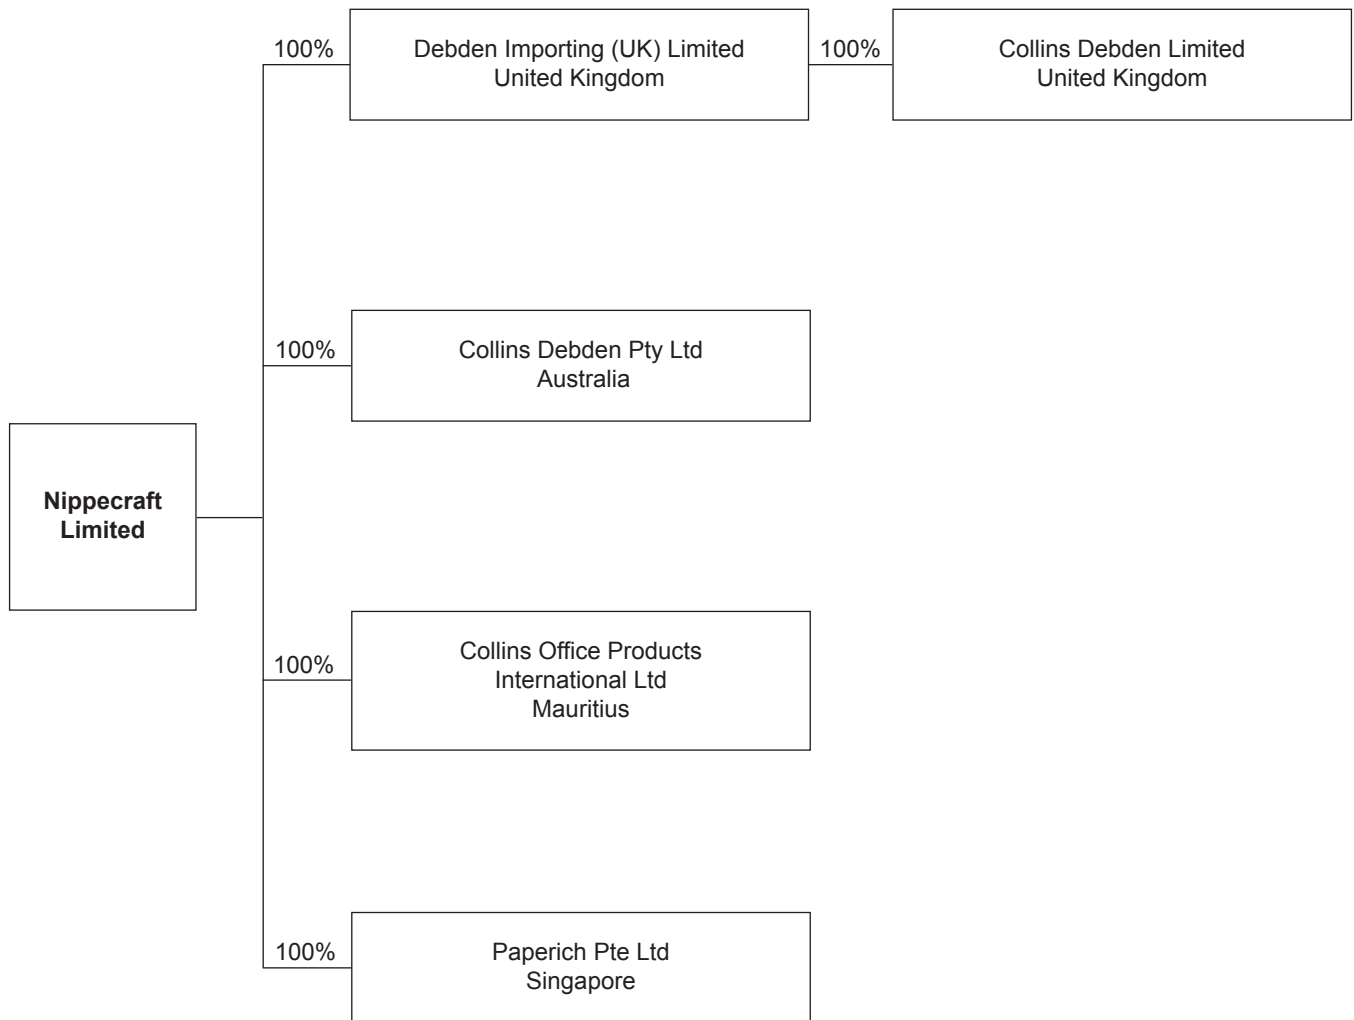 100%
Debden Importing (UK) Limited
United Kingdom
100%
Collins Debden Limited
United Kingdom
100%
Collins Debden Pty Ltd
Australia
Nippecraft
Limited
100%
Collins Office Products
International Ltd
Mauritius
100%
Paperich Pte Ltd
Singapore